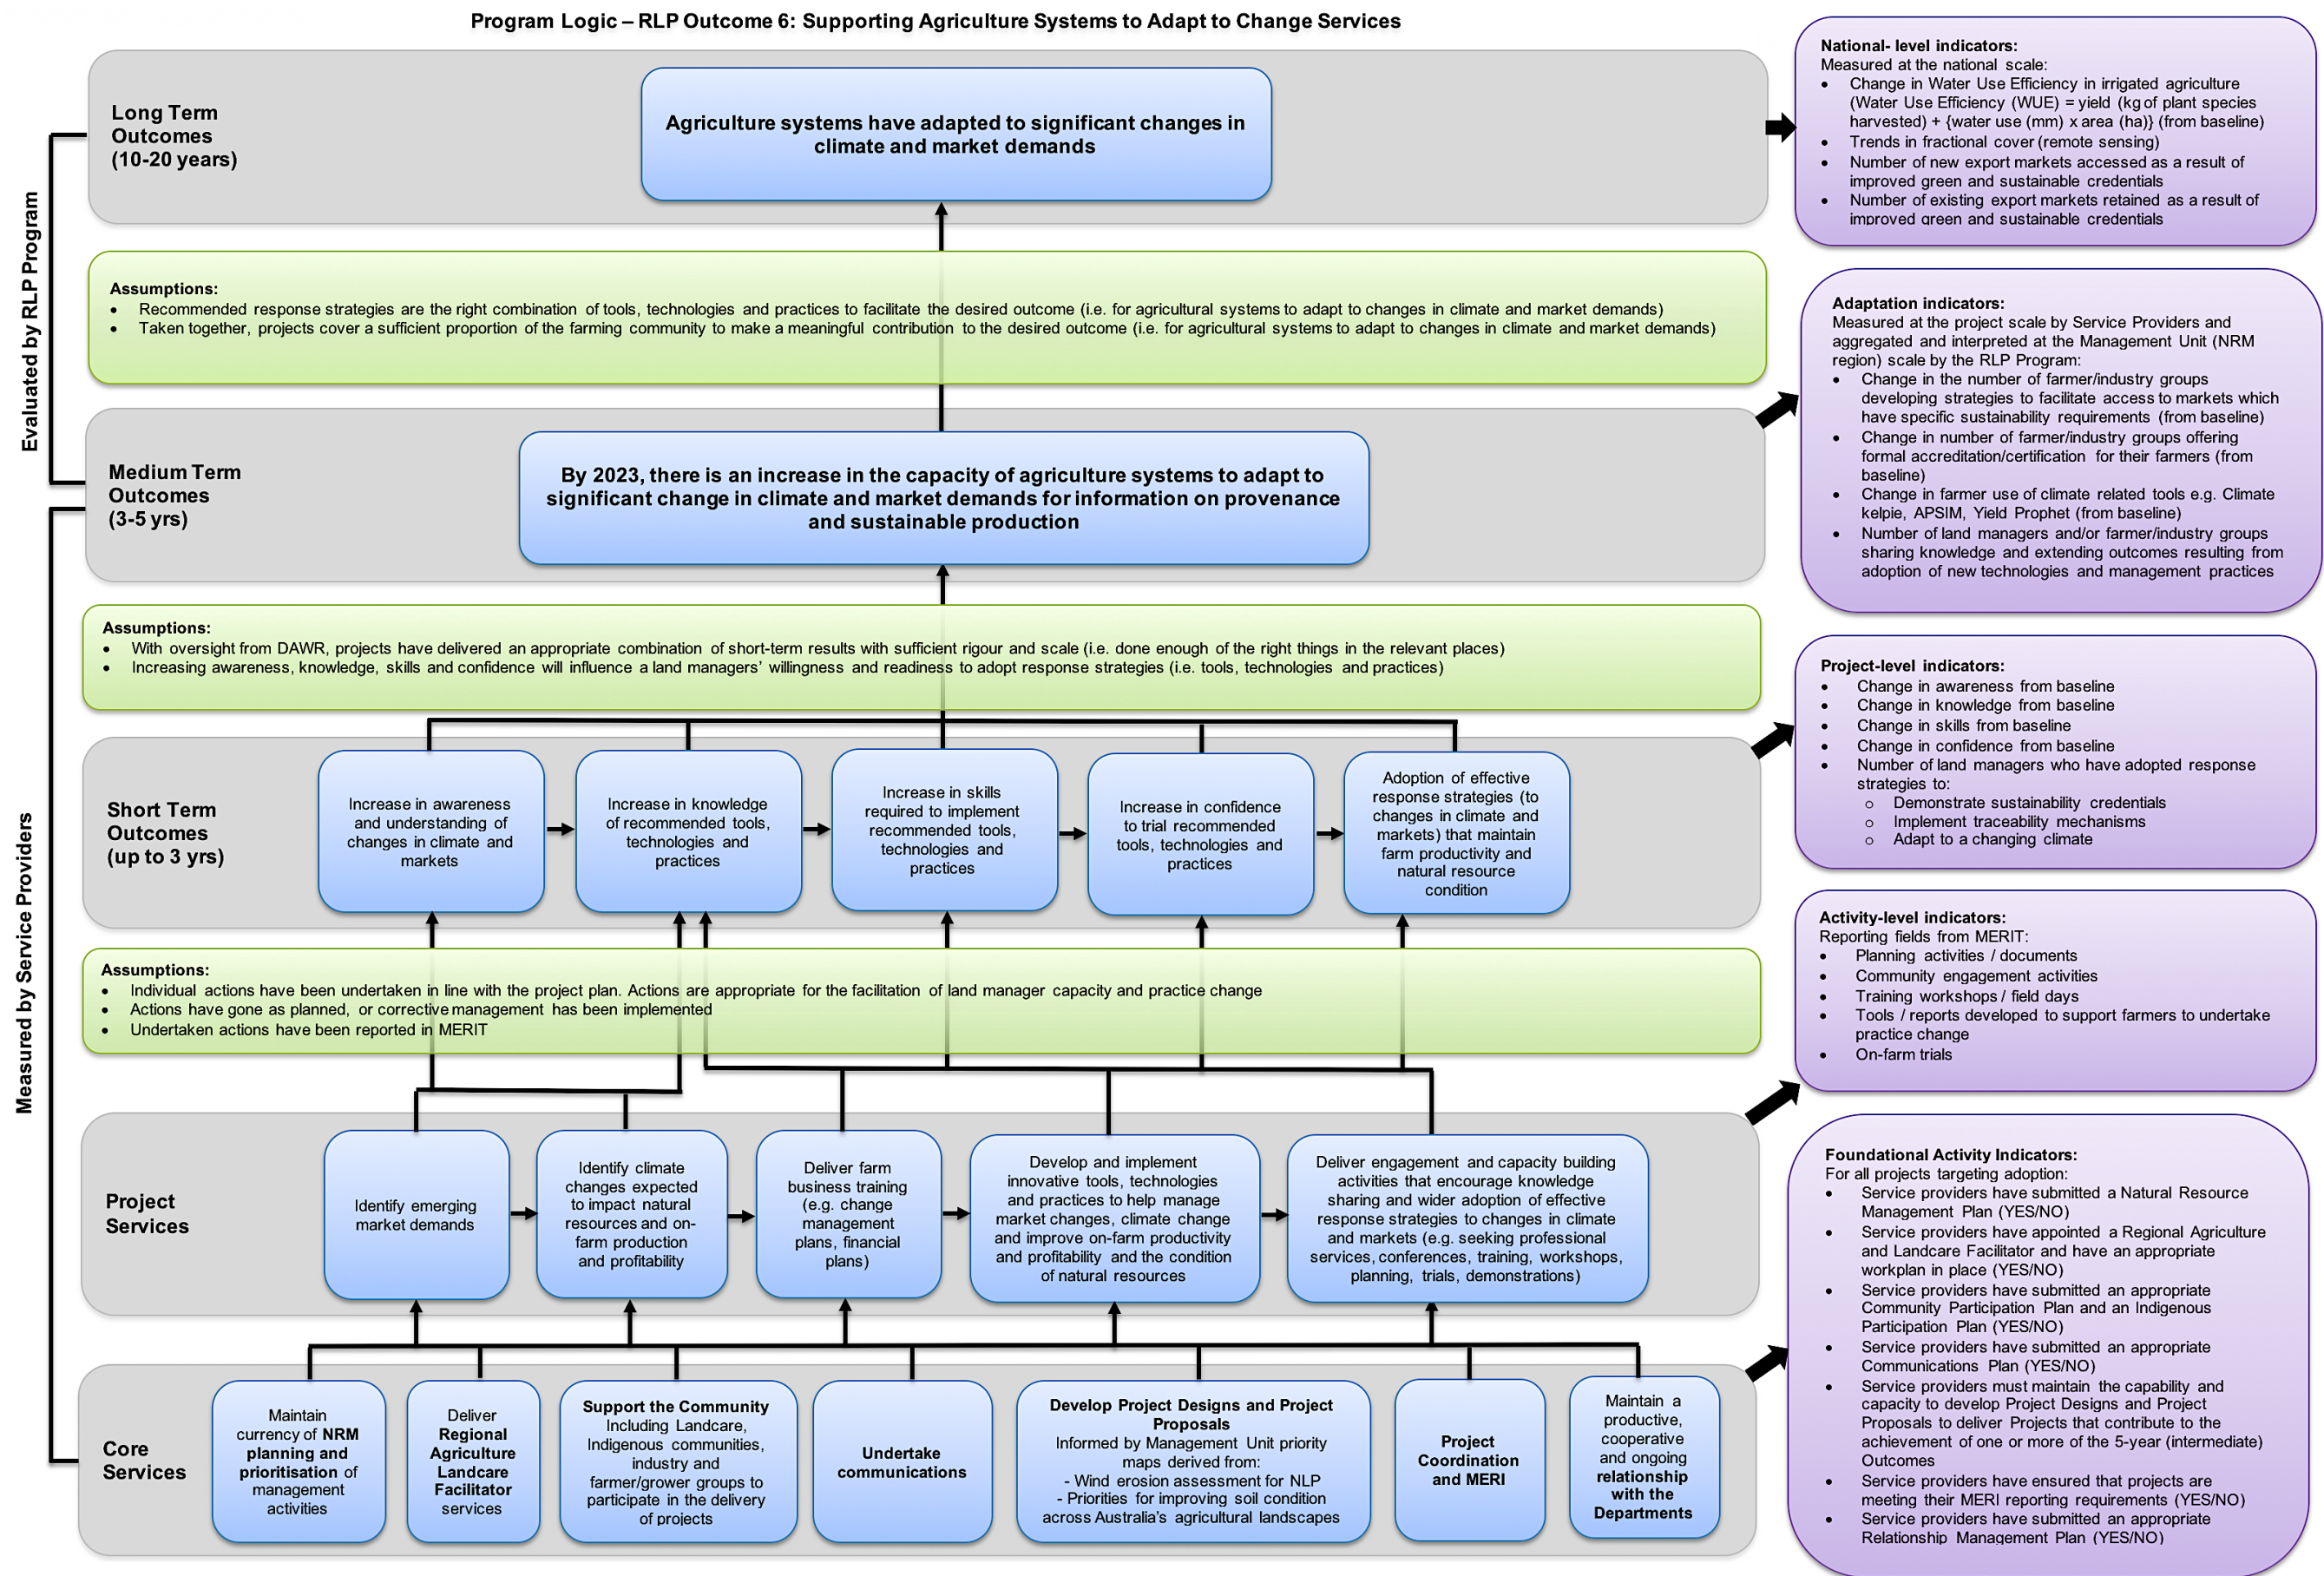 Program Logic – RLP Outcome 6: Supporting Agriculture Systems to Adapt to Change Services
Evaluated by RLP Program
Measured by Service Providers
Long Term
Outcomes
(10-20 years)
Agriculture systems have adapted to significant changes in
climate and market demands
Assumptions:
• Recommended response strategies are the right combination of tools, technologies and practices to facilitate the desired outcome (i.e. for agricultural systems to adapt to changes in climate and market demands)
• Taken together, projects cover a sufficient proportion of the farming community to make a meaningful contribution to the desired outcome (i.e. for agricultural systems to adapt to changes in climate and market demands)
Medium Term
Outcomes
(3-5 yrs)
By 2023, there is an increase in the capacity of agriculture systems to adapt to
significant change in climate and market demands for information on provenance
and sustainable production
Assumptions:
• With oversight from DAWR, projects have delivered an appropriate combination of short-term results with sufficient rigour and scale (i.e. done enough of the right things in the relevant places)
• Increasing awareness, knowledge, skills and confidence will influence a land managers' willingness and readiness to adopt response strategies (i.e. tools, technologies and practices)
Short Term
Outcomes
(up to 3 yrs)
Increase in awareness
and understanding of
changes in climate and
markets
Increase in knowledge
of recommended tools,
technologies and
practices
Increase in skills
required to implement
recommended tools,
technologies and
practices
Increase in confidence
to trial recommended
tools, technologies and
practices
Adoption of effective
response strategies (to
changes in climate and
markets) that maintain
farm productivity and
natural resource
condition
Assumptions:
• Individual actions have been undertaken in line with the project plan. Actions are appropriate for the facilitation of land manager capacity and practice change
• Actions have gone as planned, or corrective management has been implemented
• Undertaken actions have been reported in MERIT
Project
Services
Identify emerging
market demands
Identify climate
changes expected
to impact natural
resources and on-
farm production
and profitability
Deliver farm
business training
(e.g. change
management
plans, financial
plans)
Develop and implement
innovative tools, technologies
and practices to help manage
market changes, climate change
and improve on-farm productivity
and profitability and the condition
of natural resources
Deliver engagement and capacity building
activities that encourage knowledge
sharing and wider adoption of effective
response strategies to changes in climate
and markets (e.g. seeking professional
services, conferences, training, workshops,
planning, trials, demonstrations)
Core
Services
Maintain
currency of NRM
planning and
prioritisation of
management
activities
Deliver
Regional
Agriculture
Landcare
Facilitator
services
Support the Community
Including Landcare,
Indigenous communities,
industry and
farmer/grower groups to
participate in the delivery
of projects
Undertake
communications
Develop Project Designs and Project
Proposals
Informed by Management Unit priority
maps derived from:
- Wind erosion assessment for NLP
- Priorities for improving soil condition
across Australia's agricultural landscapes
Project
Coordination
and MERI
Maintain a
productive,
cooperative
and ongoing
relationship
with the
Departments
National- level indicators:
Measured at the national scale:
• Change in Water Use Efficiency in irrigated agriculture
(Water Use Efficiency (WUE) = yield (kg of plant species
harvested) + {water use (mm) x area (ha)} (from baseline)
• Trends in fractional cover (remote sensing)
• Number of new export markets accessed as a result of
improved green and sustainable credentials
• Number of existing export markets retained as a result of
improved green and sustainable credentials
Adaptation indicators:
Measured at the project scale by Service Providers and
aggregated and interpreted at the Management Unit (NRM
region) scale by the RLP Program:
• Change in the number of farmer/industry groups
developing strategies to facilitate access to markets which
have specific sustainability requirements (from baseline)
• Change in number of farmer/industry groups offering
formal accreditation/certification for their farmers (from
baseline)
• Change in farmer use of climate related tools e.g. Climate
kelpie, APSIM, Yield Prophet (from baseline)
• Number of land managers and/or farmer/industry groups
sharing knowledge and extending outcomes resulting from
adoption of new technologies and management practices
Project-level indicators:
• Change in awareness from baseline
• Change in knowledge from baseline
• Change in skills from baseline
• Change in confidence from baseline
• Number of land managers who have adopted response
strategies to:
o Demonstrate sustainability credentials
o Implement traceability mechanisms
o Adapt to a changing climate
Activity-level indicators:
Reporting fields from MERIT:
• Planning activities / documents
• Community engagement activities
• Training workshops / field days
• Tools / reports developed to support farmers to undertake
practice change
• On-farm trials
Foundational Activity Indicators:
For all projects targeting adoption:
• Service providers have submitted a Natural Resource
Management Plan (YES/NO)
• Service providers have appointed a Regional Agriculture
and Landcare Facilitator and have an appropriate
workplan in place (YES/NO)
• Service providers have submitted an appropriate
Community Participation Plan and an Indigenous
Participation Plan (YES/NO)
• Service providers have submitted an appropriate
Communications Plan (YES/NO)
• Service providers must maintain the capability and
capacity to develop Project Designs and Project
Proposals to deliver Projects that contribute to the
achievement of one or more of the 5-year (intermediate)
Outcomes
• Service providers have ensured that projects are
meeting their MERI reporting requirements (YES/NO)
• Service providers have submitted an appropriate
Relationship Management Plan (YES/NO)